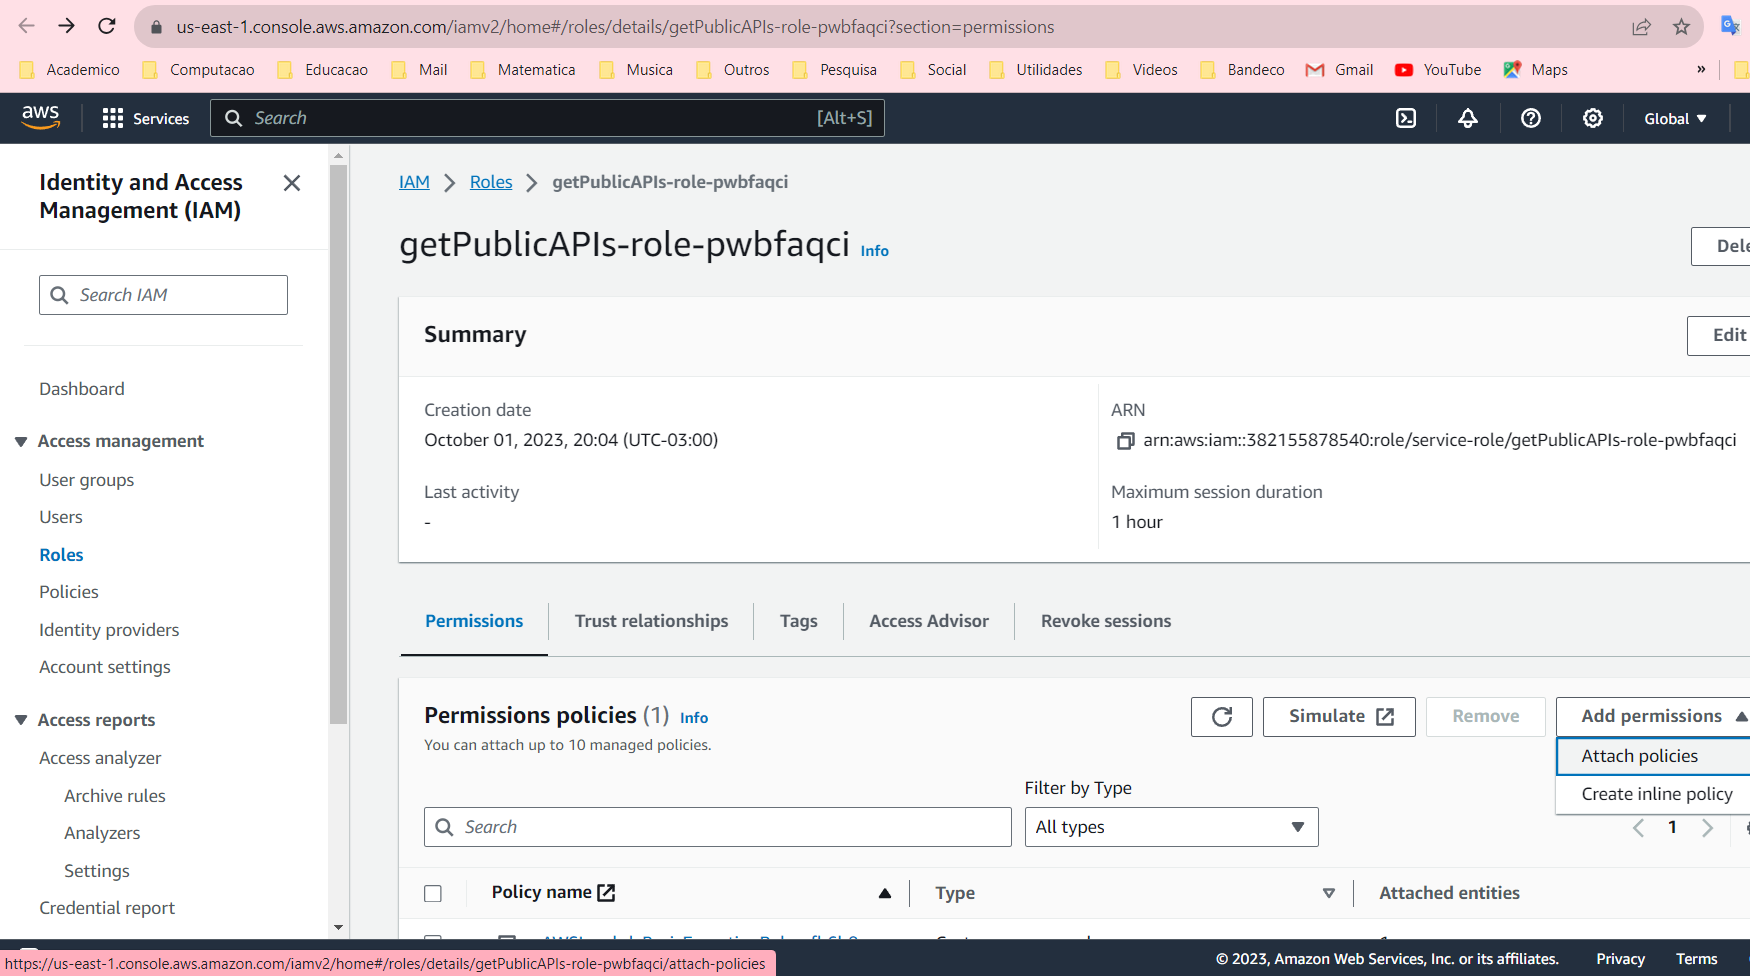 us-east-1.console.aws.amazon.com/iamv2/home#/roles/details/getPublicAPIs-role-pwbfaqci?section=permissions
Academico Computacao Educacao Mail Matematica Musica Outros Pesquisa Social Utilidades Videos Bandeco Gmail YouTube Maps »
aws Services Search [Alt+S] Global
Identity and Access
Management (IAM)
Search IAM
Dashboard
Access management
User groups
Users
Roles
Policies
Identity providers
Account settings
Access reports
Access analyzer
Archive rules
Analyzers
Settings
Credential report
IAM > Roles > getPublicAPIs-role-pwbfaqci
getPublicAPIs-role-pwbfaqci Info
Summary
Edit
Creation date
October 01, 2023, 20:04 (UTC-03:00)
Last activity
-
ARN
arn:aws:iam::382155878540:role/service-role/getPublicAPIs-role-pwbfaqci
Maximum session duration
1 hour
Permissions Trust relationships Tags Access Advisor Revoke sessions
Permissions policies (1) Info
You can attach up to 10 managed policies.
Simulate Remove Add permissions
Attach policies
Create inline policy
Filter by Type
Search All types
1
Policy name Type Attached entities
https://us-east-1.console.aws.amazon.com/iamv2/home#/roles/details/getPublicAPIs-role-pwbfaqci/attach-policies
© 2023, Amazon Web Services, Inc. or its affiliates. Privacy Terms